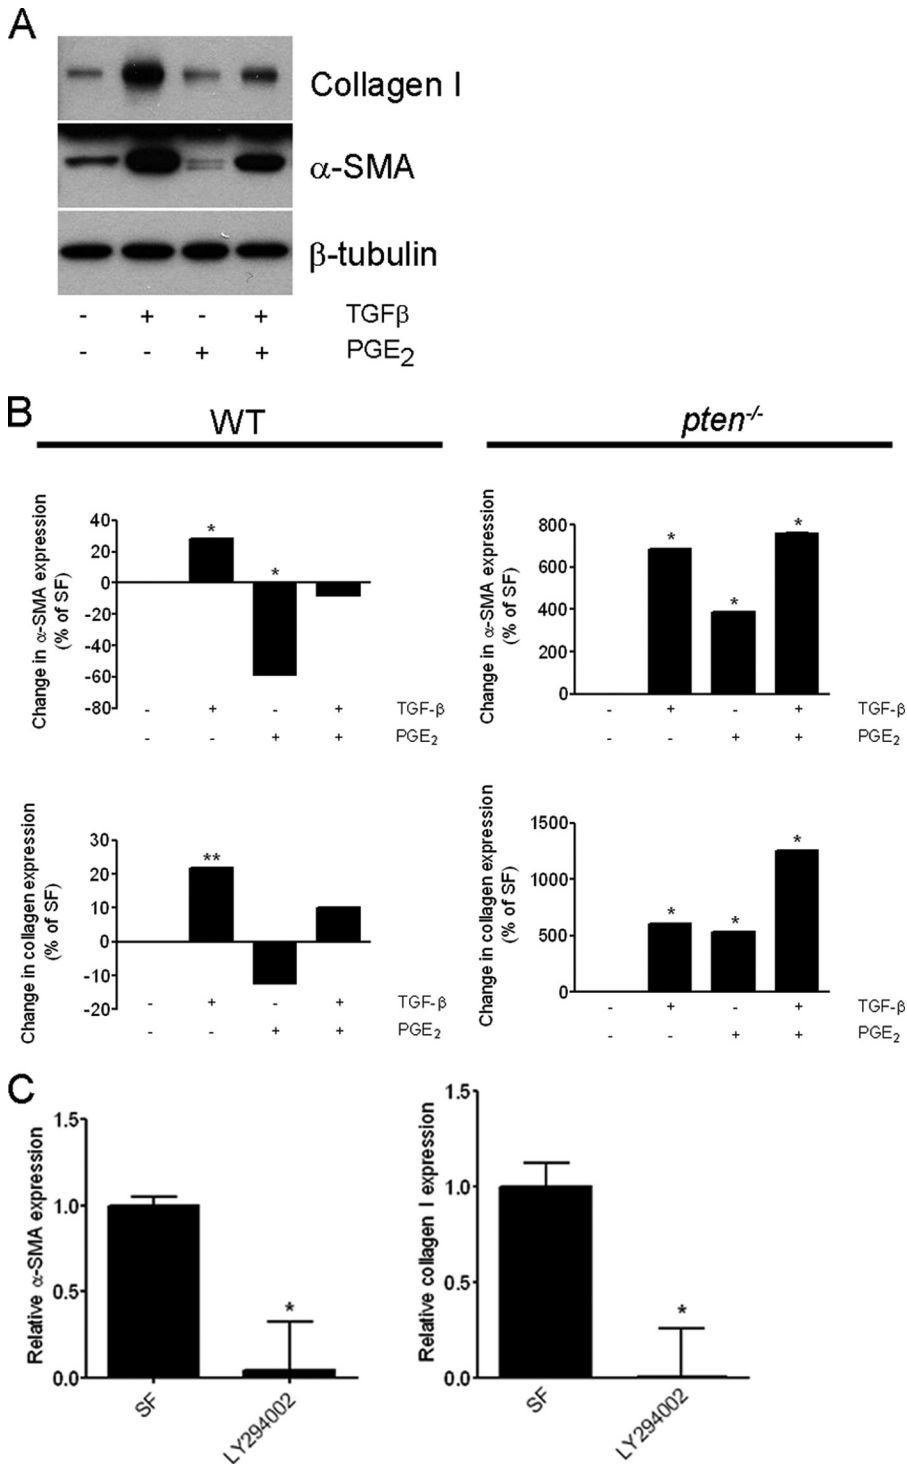 A
Collagen I
α-SMA
β-tubulin
- + - + TGFβ
- - + + PGE2
B
WT
pten-/-
Change in α-SMA expression
(% of SF)
40
20
0
-20
-40
-60
-80
*
*
- + - + TGF-β
- - + + PGE2
Change in α-SMA expression
(% of SF)
800
600
400
200
0
*
*
*
- + - + TGF-β
- - + + PGE2
Change in collagen expression
(% of SF)
30
20
10
0
-10
-20
**
- + - + TGF-β
- - + + PGE2
Change in collagen expression
(% of SF)
1500
1000
500
0
*
*
*
- + - + TGF-β
- - + + PGE2
C
Relative α-SMA expression
1.5
1.0
0.5
0.0
*
SF
LY294002
Relative collagen I expression
1.5
1.0
0.5
0.0
*
SF
LY294002